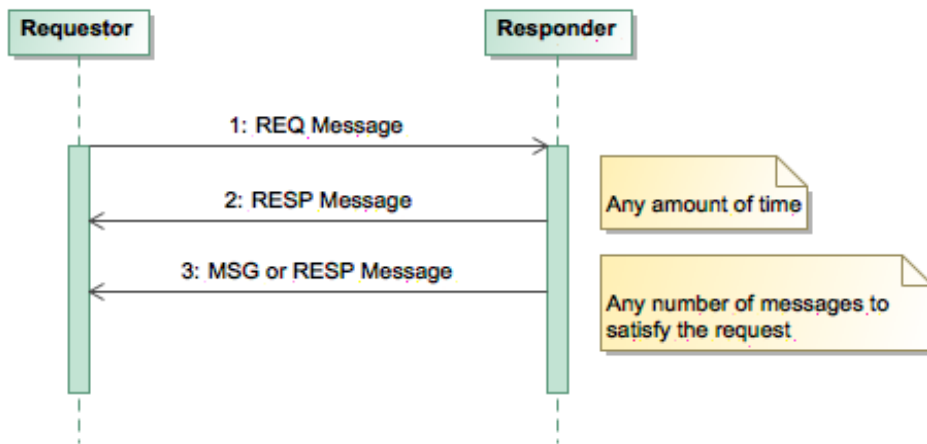 Requestor
Responder
1: REQ Message
2: RESP Message
Any amount of time
3: MSG or RESP Message
Any number of messages to
satisfy the request